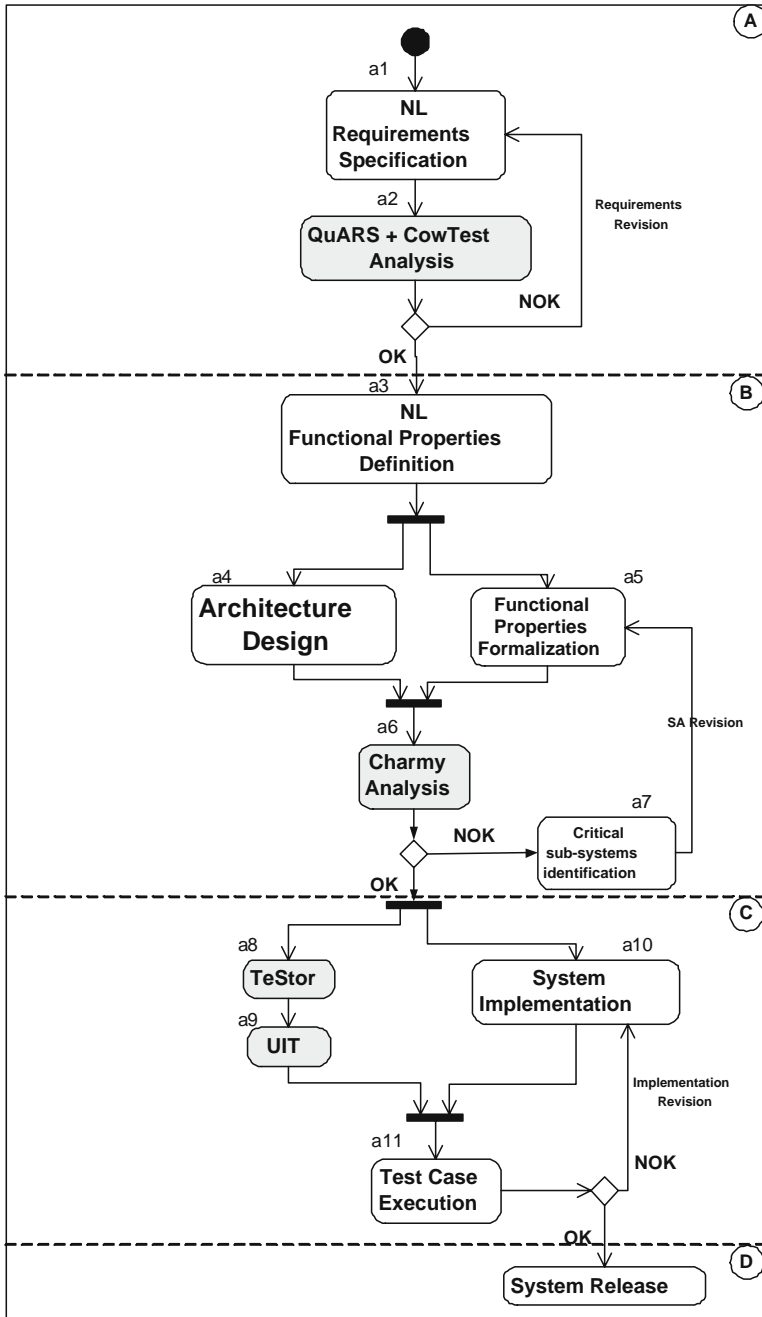 A
a1
NL
Requirements
Specification
a2
Requirements
Revision
QuARS + CowTest
Analysis
NOK
OK
a3
B
NL
Functional Properties
Definition
a4
a5
Architecture
Design
Functional
Properties
Formalization
SA Revision
a6
Charmy
Analysis
a7
NOK
Critical
sub-systems
identification
OK
C
a8
a10
TeStor
System
Implementation
a9
UIT
Implementation
Revision
a11
NOK
Test Case
Execution
OK
D
System Release